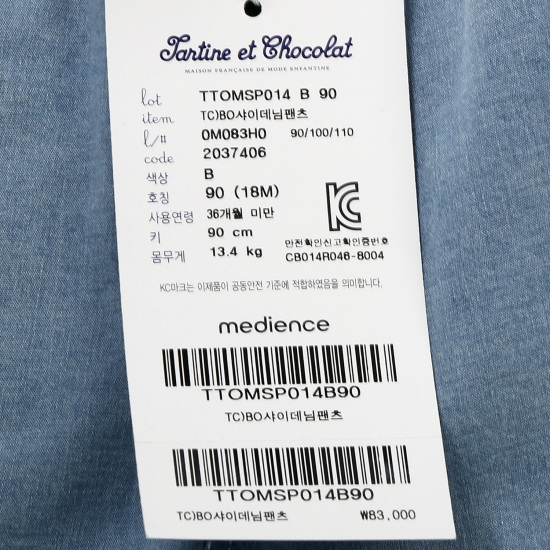 Tartine et Chocolat
MAISON FRANÇAISE DE MODE ENFANTINE
lot TTOMSP014 B 90
item TC)BO샤이데님팬츠
l/# 0M083H0 90/100/110
code 2037406
색상 B
호칭 90 (18M)
사용연령 36개월 미만
키 90 cm
몸무게 13.4 kg
안전확인신고확인증번호
CB014R046-8004
KC마크는 이제품이 공동안전 기준에 적합하였음을 의미합니다.
medience
TTOMSP014B90
TC)BO샤이데님팬츠
TTOMSP014B90
TC)BO샤이데님팬츠 ₩83,000